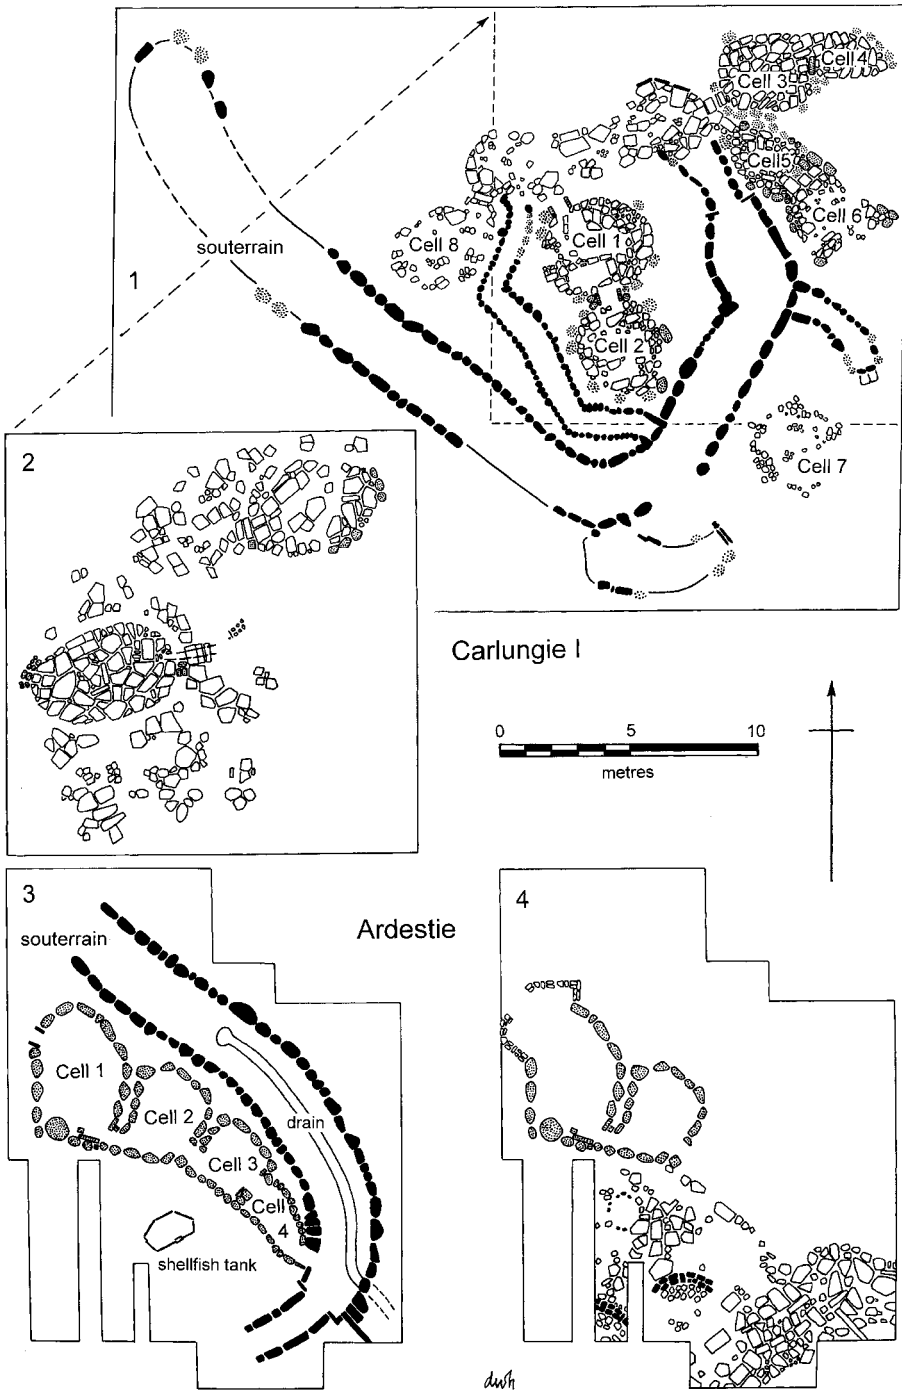 1
souterrain
Cell 8
Cell 1
Cell 2
Cell 3
Cell 4
Cell5
Cell 6
Cell 7
2
Carlungie I
0
5
10
metres
3
souterrain
Ardestie
4
Cell 1
Cell 2
drain
Cell 3
Cell
4
shellfish tank
dwh